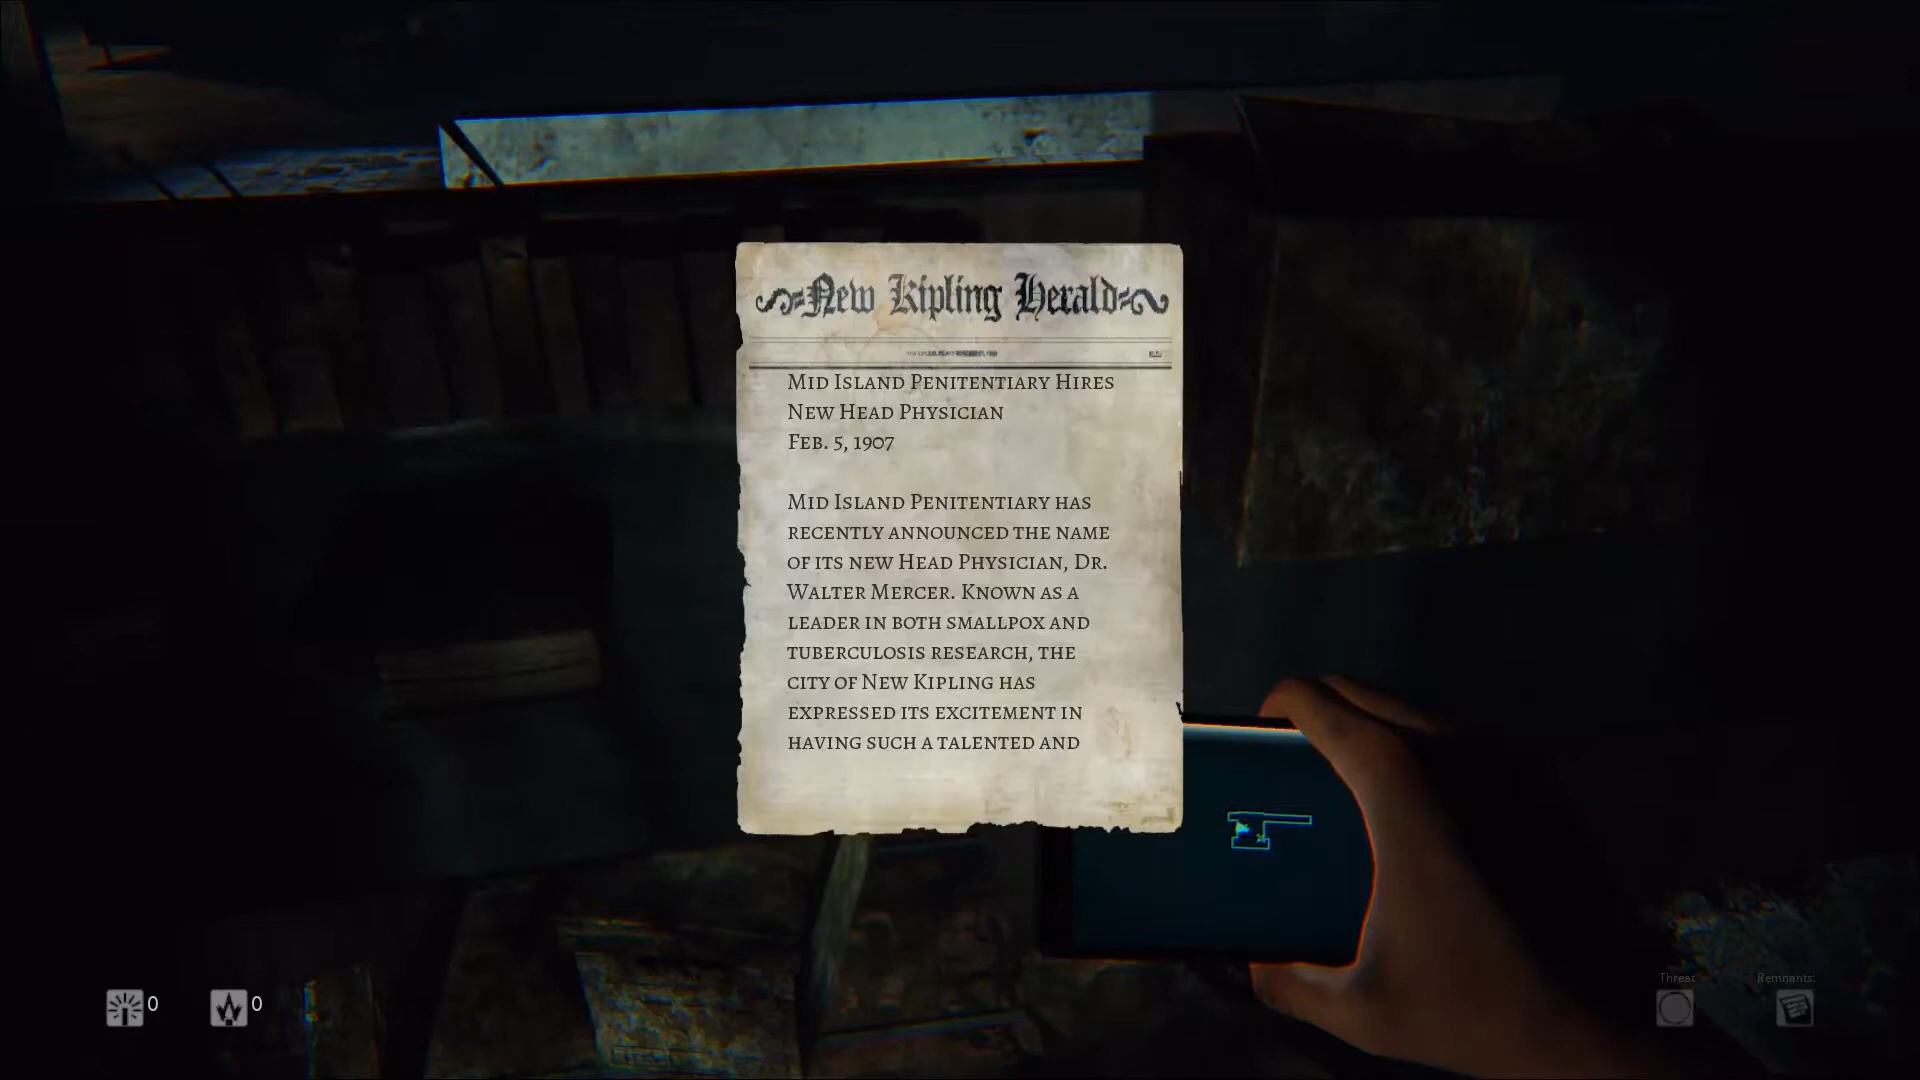 New Kipling Herald
Mid Island Penitentiary Hires
New Head Physician
Feb. 5, 1907
Mid Island Penitentiary has
recently announced the name
of its new Head Physician, Dr.
Walter Mercer. Known as a
leader in both smallpox and
tuberculosis research, the
city of New Kipling has
expressed its excitement in
having such a talented and
Threat
Remnants:
0
0